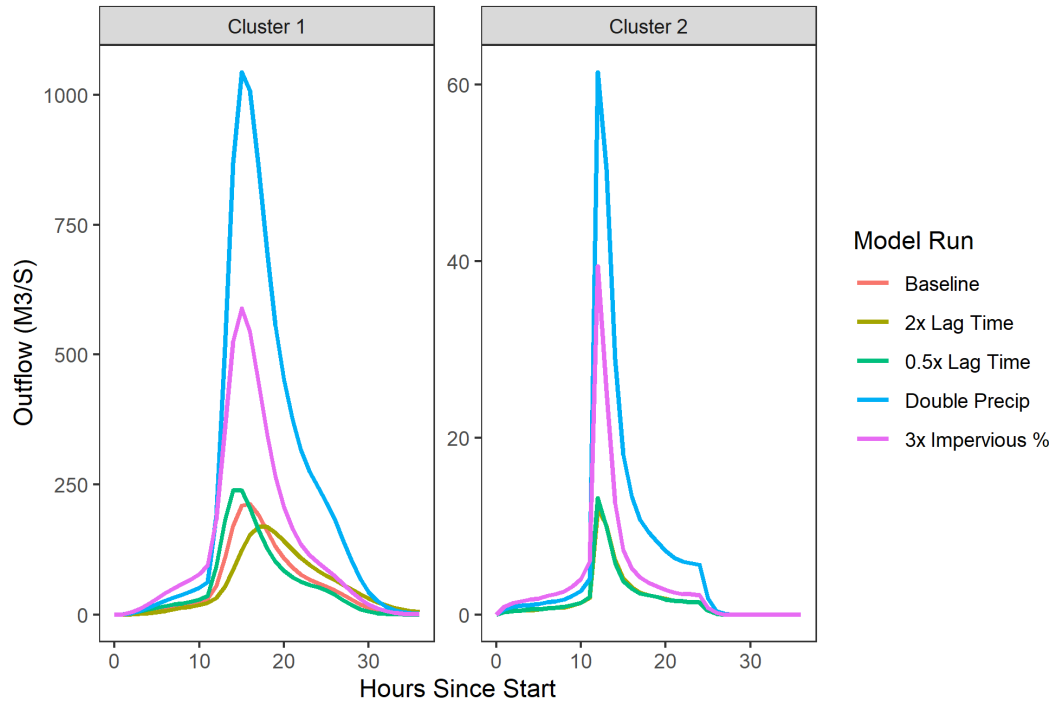 Cluster 1
Cluster 2
Outflow (M3/S)
1000
750
500
250
0
60
40
20
0
0 10 20 30
0 10 20 30
Hours Since Start
Model Run
Baseline
2x Lag Time
0.5x Lag Time
Double Precip
3x Impervious %